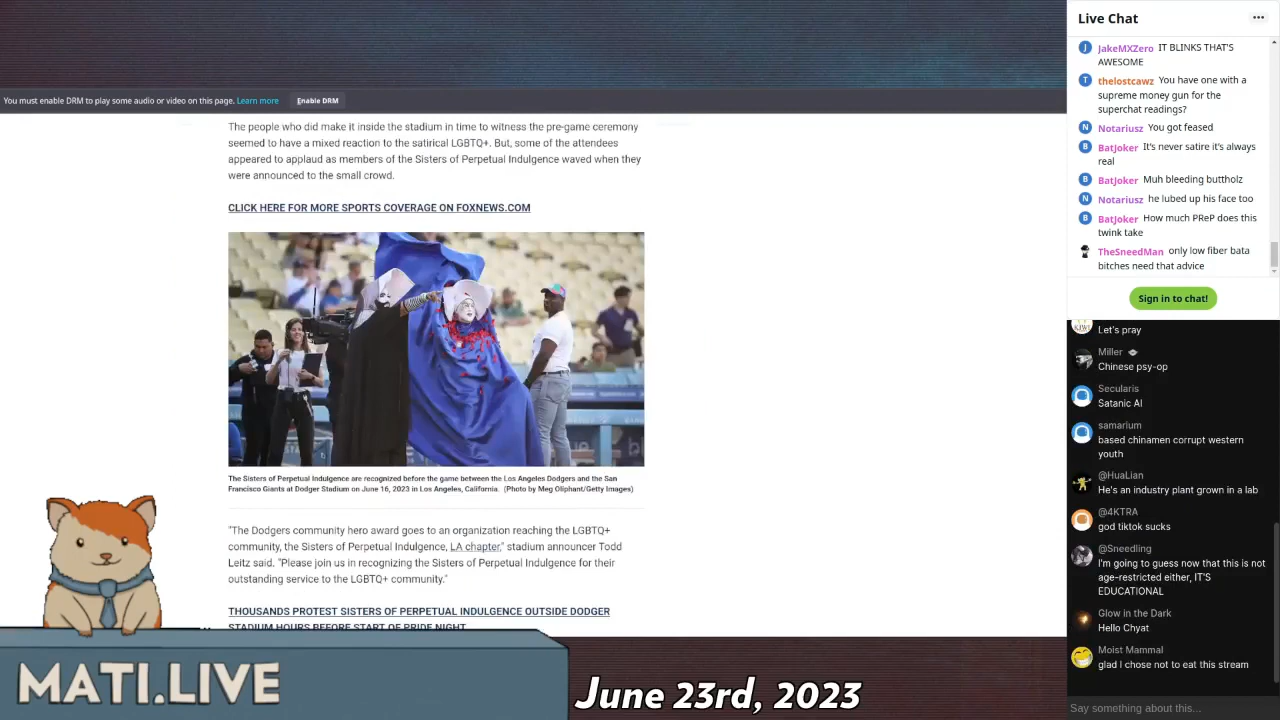 You must enable DRM to play some audio or video on this page. Learn more
Enable DRM
The people who did make it inside the stadium in time to witness the pre-game ceremony
seemed to have a mixed reaction to the satirical LGBTQ+. But, some of the attendees
appeared to applaud as members of the Sisters of Perpetual Indulgence waved when they
were announced to the small crowd.
CLICK HERE FOR MORE SPORTS COVERAGE ON FOXNEWS.COM
The Sisters of Perpetual Indulgence are recognized before the game between the Los Angeles Dodgers and the San
Francisco Giants at Dodger Stadium on June 16, 2023 in Los Angeles, California. (Photo by Meg Oliphant/Getty Images)
"The Dodgers community hero award goes to an organization reaching the LGBTQ+
community, the Sisters of Perpetual Indulgence, LA chapter," stadium announcer Todd
Leitz said. "Please join us in recognizing the Sisters of Perpetual Indulgence for their
outstanding service to the LGBTQ+ community."
THOUSANDS PROTEST SISTERS OF PERPETUAL INDULGENCE OUTSIDE DODGER
STADIUM HOURS BEFORE START OF PRIDE NIGHT
MATI.LIVE
June 23rd, 2023
Live Chat
J
JakeMXZero IT BLINKS THAT'S
AWESOME
T
thelostcawz You have one with a
supreme money gun for the
superchat readings?
N
Notariusz You got feased
B
BatJoker It's never satire it's always
real
B
BatJoker Muh bleeding buttholz
N
Notariusz he lubed up his face too
B
BatJoker How much PReP does this
twink take
TheSneedMan only low fiber bata
bitches need that advice
Sign in to chat!
Let's pray
Miller
Chinese psy-op
Secularis
Satanic AI
samarium
based chinamen corrupt western
youth
@HuaLian
He's an industry plant grown in a lab
@4KTRA
god tiktok sucks
@Sneedling
I'm going to guess now that this is not
age-restricted either, IT'S
EDUCATIONAL
Glow in the Dark
Hello Chyat
Moist Mammal
glad I chose not to eat this stream
Say something about this...